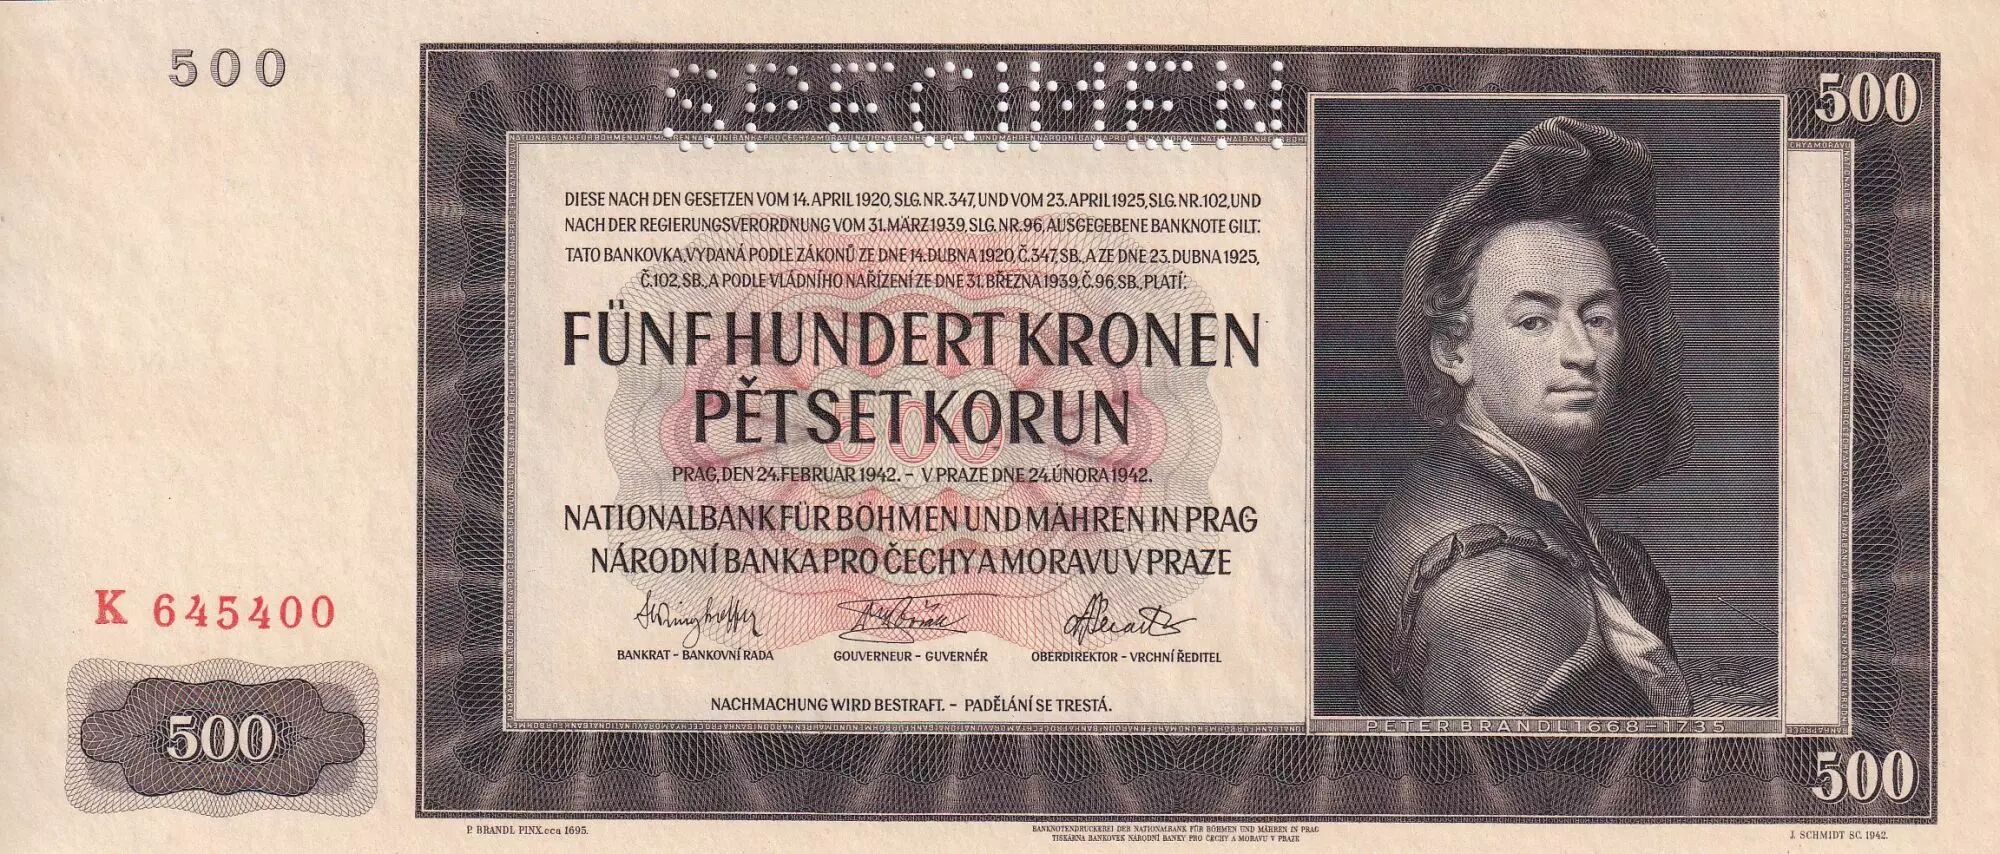 500
SPECIMEN
500
DIESE NACH DEN GESETZEN VOM 14. APRIL 1920, SLG. NR. 347, UND VOM 23. APRIL 1925, SLG. NR. 102, UND
NACH DER REGIERUNGSVERORDNUNG VOM 31. MÄRZ 1939, SLG. NR. 96, AUSGEGEBENE BANKNOTE GILT:
TATO BANKOVKA, VYDANÁ PODLE ZÁKONŮ ZE DNE 14. DUBNA 1920, Č. 347, SB., A ZE DNE 23. DUBNA 1925,
Č. 102, SB., A PODLE VLÁDNÍHO NAŘÍZENÍ ZE DNE 31. BŘEZNA 1939, Č. 96, SB., PLATÍ:
FÜNFHUNDERT KRONEN
PĚTSET KORUN
500
PRAG, DEN 24. FEBRUAR 1942. – V PRAZE DNE 24. ÚNORA 1942.
NATIONALBANK FÜR BÖHMEN UND MÄHREN IN PRAG
NÁRODNÍ BANKA PRO ČECHY A MORAVU V PRAZE
K 645400
BANKRAT – BANKOVNÍ RADA
GOUVERNEUR – GUVERNÉR
OBERDIREKTOR – VRCHNÍ ŘEDITEL
NACHMACHUNG WIRD BESTRAFT. – PADĚLÁNÍ SE TRESTÁ.
PETER BRANDL 1668–1735
500
500
P. BRANDL PINX. cca 1695.
BANKNOTENDRUCKEREI DER NATIONALBANK FÜR BÖHMEN UND MÄHREN IN PRAG
TISKÁRNA BANKOVEK NÁRODNÍ BANKY PRO ČECHY A MORAVU V PRAZE
J. SCHMIDT SC. 1942.